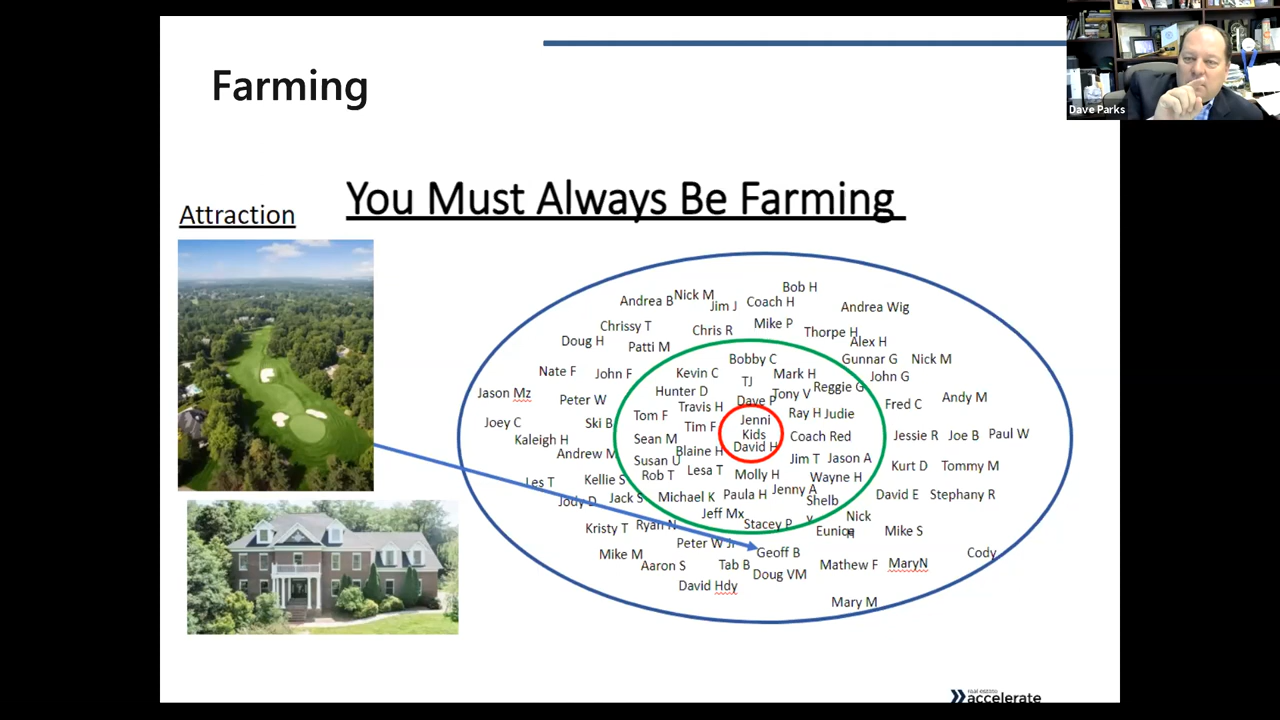 Farming
Dave Parks
You Must Always Be Farming
Attraction
Bob H
Andrea B
Nick M
Jim J
Coach H
Andrea Wig
Chrissy T
Chris R
Mike P
Thorpe H
Doug H
Patti M
Alex H
Bobby C
Gunnar G
Nick M
Nate F
John F
Kevin C
TJ
Mark H
John G
Jason Mz
Peter W
Hunter D
Dave P
Tony V
Reggie G
Andy M
Travis H
Fred C
Joey C
Ski B
Tom F
Tim F
Jenni
Ray H
Judie
Kids
Kaleigh H
Sean M
David H
Coach Red
Jessie R
Joe B
Paul W
Andrew M
Susan U
Blaine H
Jim T
Jason A
Kurt D
Tommy M
Les T
Kellie S
Rob T
Lesa T
Molly H
Wayne H
Jody D
Jack S
Michael K
Paula H
Jenny A
Shelb
y
David E
Stephany R
Jeff Mx
Kristy T
Ryan N
Stacey P
Nick
H
Eunice
Mike S
Peter W Jr
Mike M
Geoff B
Cody
Aaron S
Tab B
Doug VM
Mathew F
MaryN
David Hdy
Mary M
real estate
accelerate